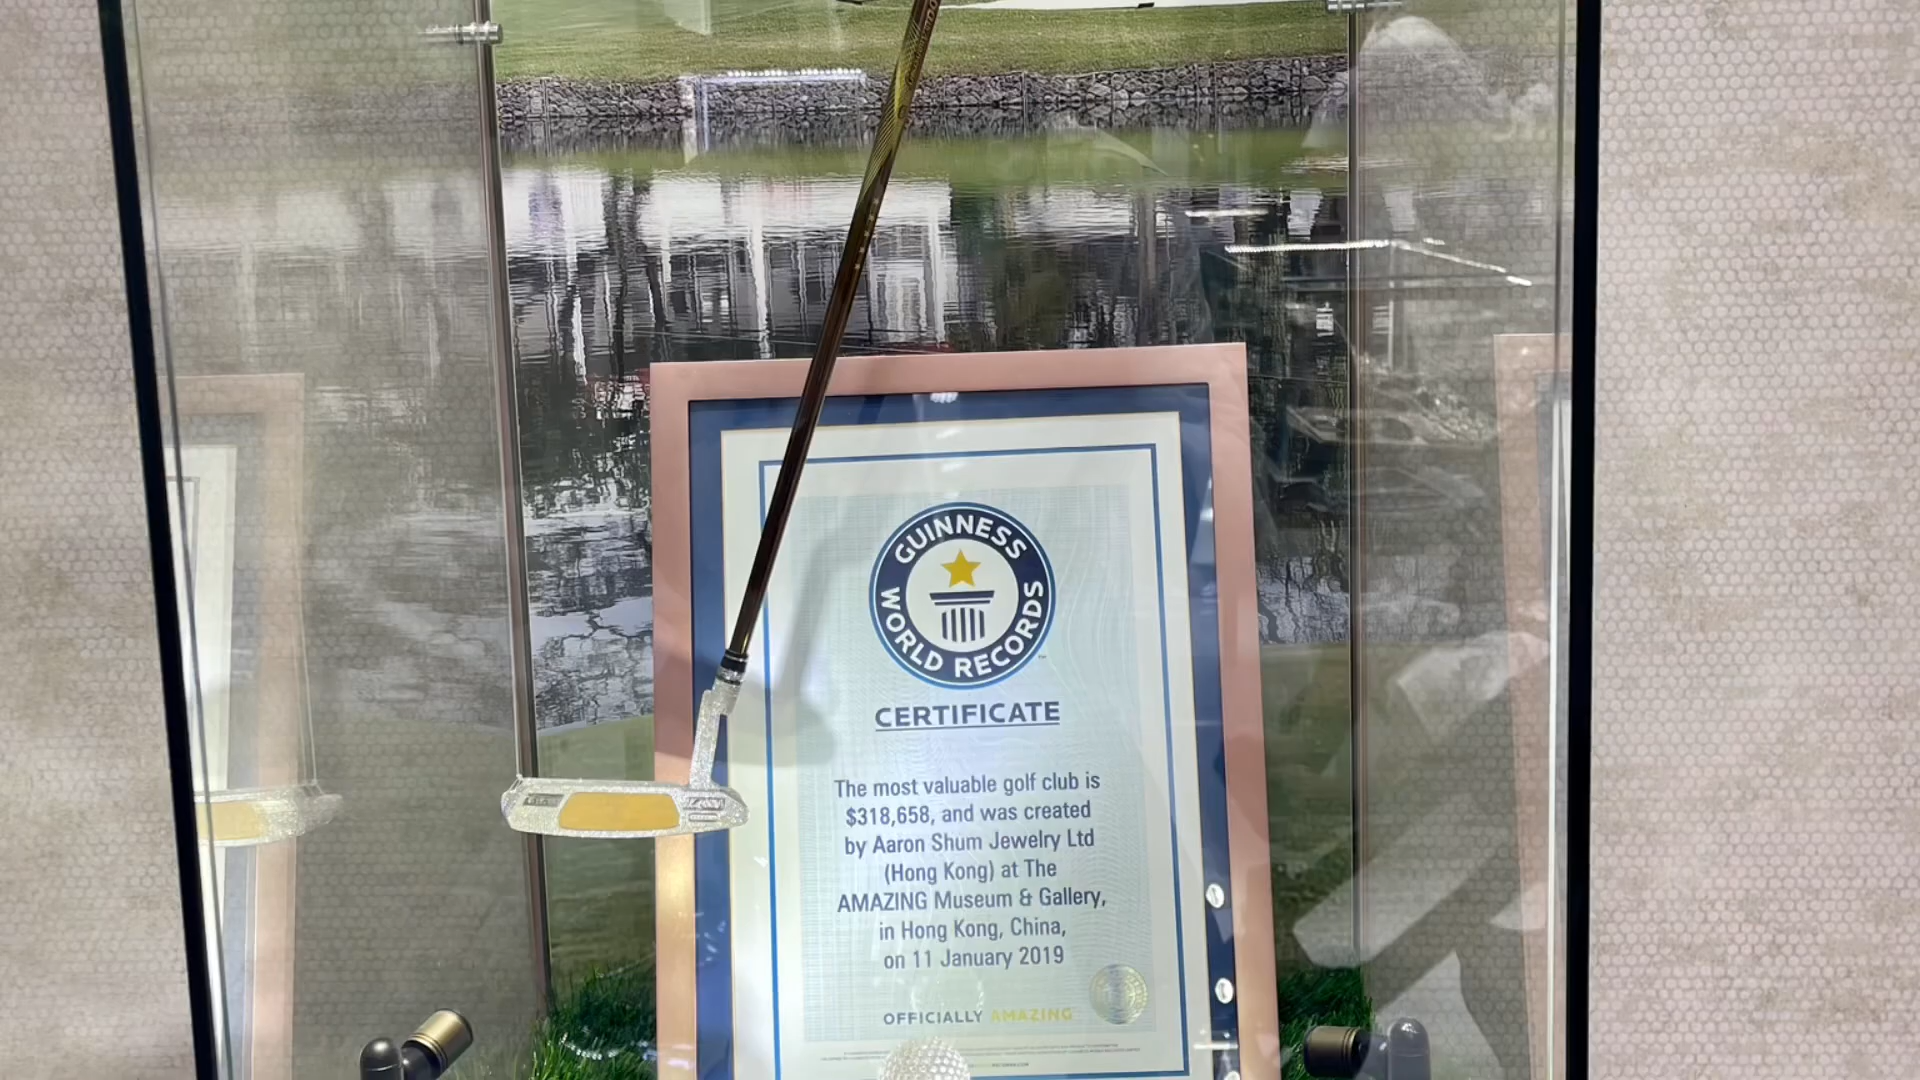 GUINNESS
WORLD RECORDS
CERTIFICATE
The most valuable golf club is
$318,658, and was created
by Aaron Shum Jewelry Ltd
(Hong Kong) at The
AMAZING Museum & Gallery,
in Hong Kong, China,
on 11 January 2019
OFFICIALLY AMAZING